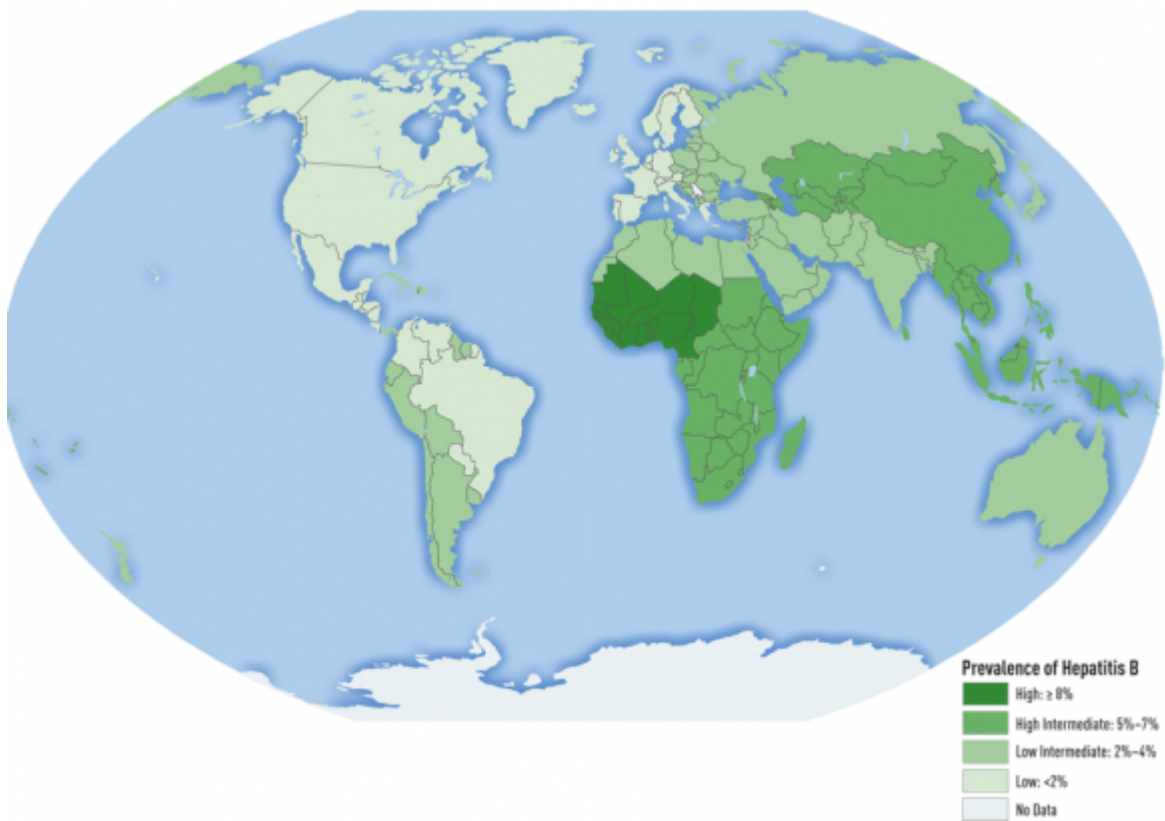 Prevalence of Hepatitis B
High: ≥ 8%
High Intermediate: 5%–7%
Low Intermediate: 2%–4%
Low: <2%
No Data